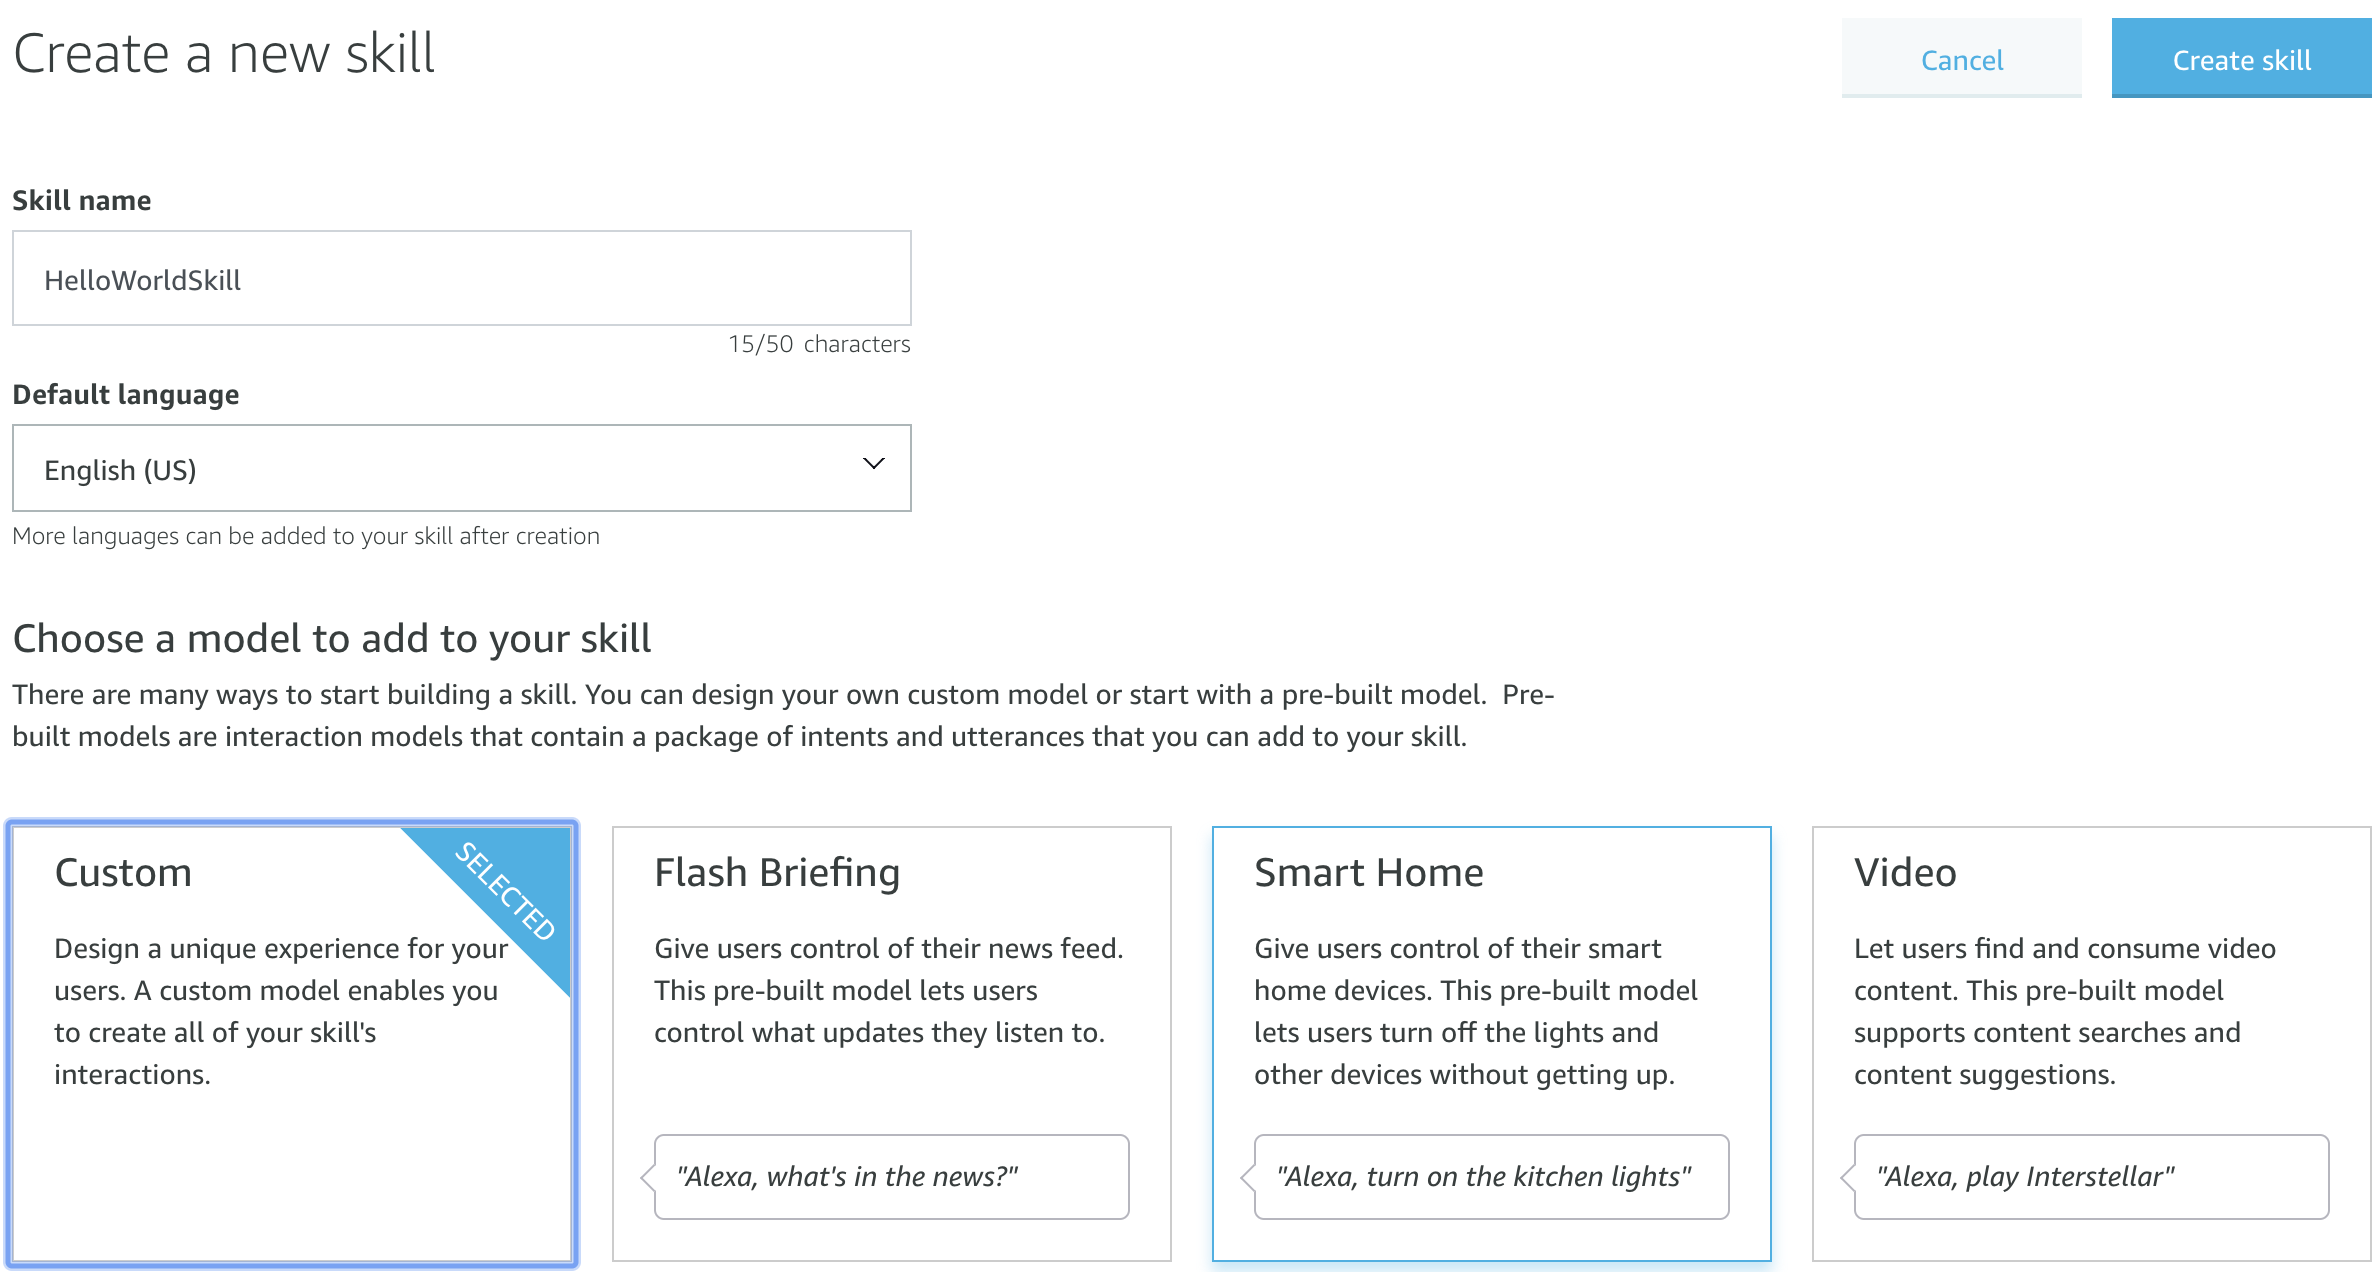 Create a new skill
Cancel
Create skill
Skill name
HelloWorldSkill
15/50 characters
Default language
English (US)
More languages can be added to your skill after creation
Choose a model to add to your skill
There are many ways to start building a skill. You can design your own custom model or start with a pre-built model. Pre-
built models are interaction models that contain a package of intents and utterances that you can add to your skill.
Custom
SELECTED
Design a unique experience for your
users. A custom model enables you
to create all of your skill's
interactions.
Flash Briefing
Give users control of their news feed.
This pre-built model lets users
control what updates they listen to.
"Alexa, what's in the news?"
Smart Home
Give users control of their smart
home devices. This pre-built model
lets users turn off the lights and
other devices without getting up.
"Alexa, turn on the kitchen lights"
Video
Let users find and consume video
content. This pre-built model
supports content searches and
content suggestions.
"Alexa, play Interstellar"